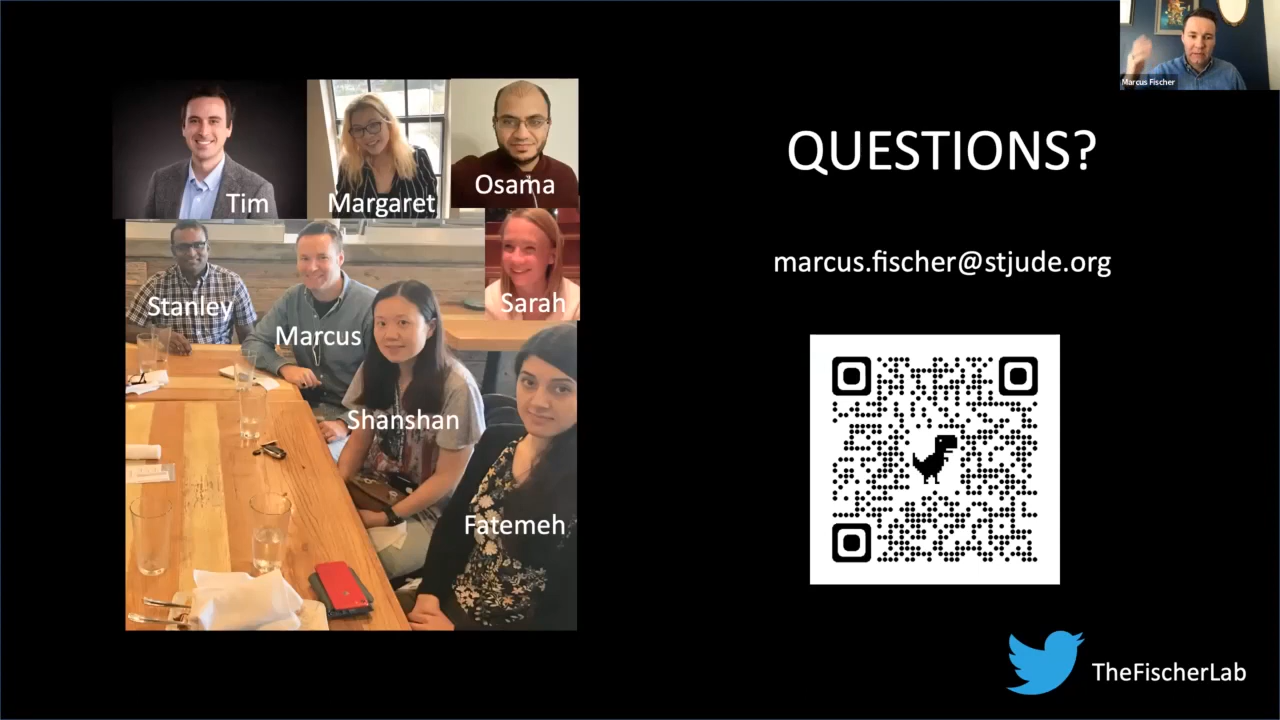 Marcus Fischer
Tim
Margaret
Osama
Stanley
Marcus
Sarah
Shanshan
Fatemeh
QUESTIONS?
marcus.fischer@stjude.org
TheFischerLab